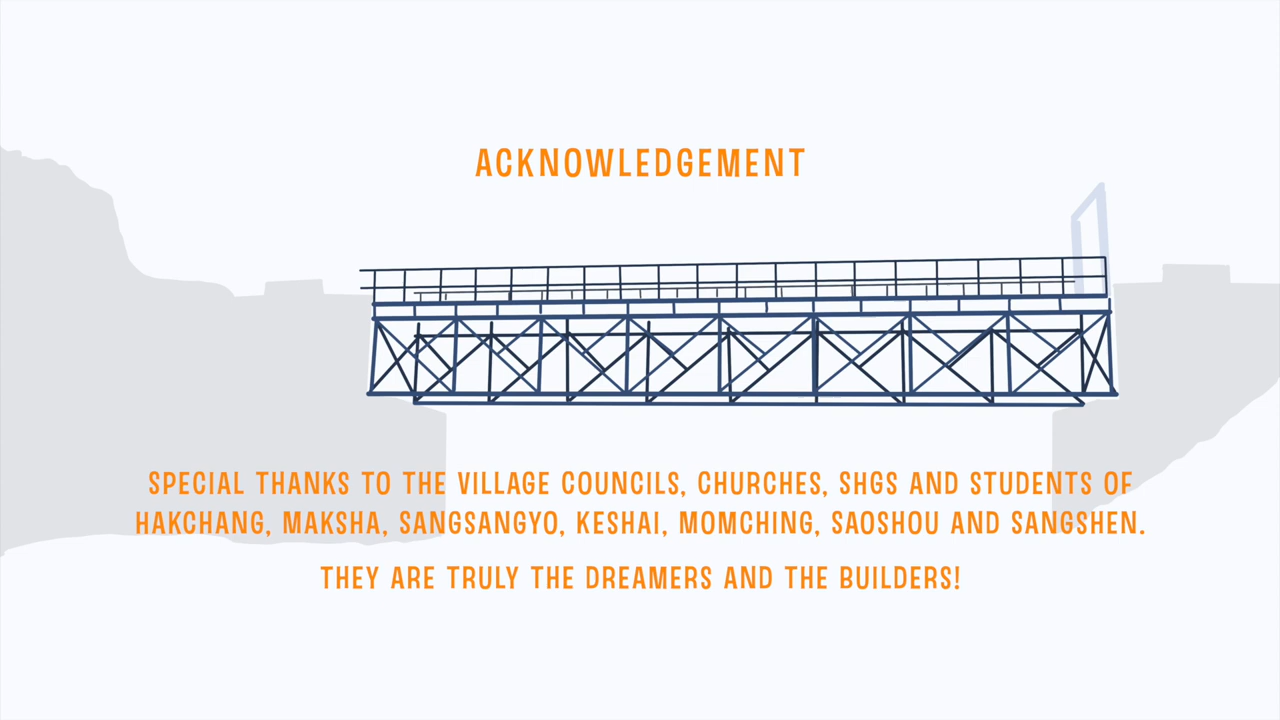 ACKNOWLEDGEMENT
SPECIAL THANKS TO THE VILLAGE COUNCILS, CHURCHES, SHGS AND STUDENTS OF
HAKCHANG, MAKSHA, SANGSANGYO, KESHAI, MOMCHING, SAOSHOU AND SANGSHEN.
THEY ARE TRULY THE DREAMERS AND THE BUILDERS!